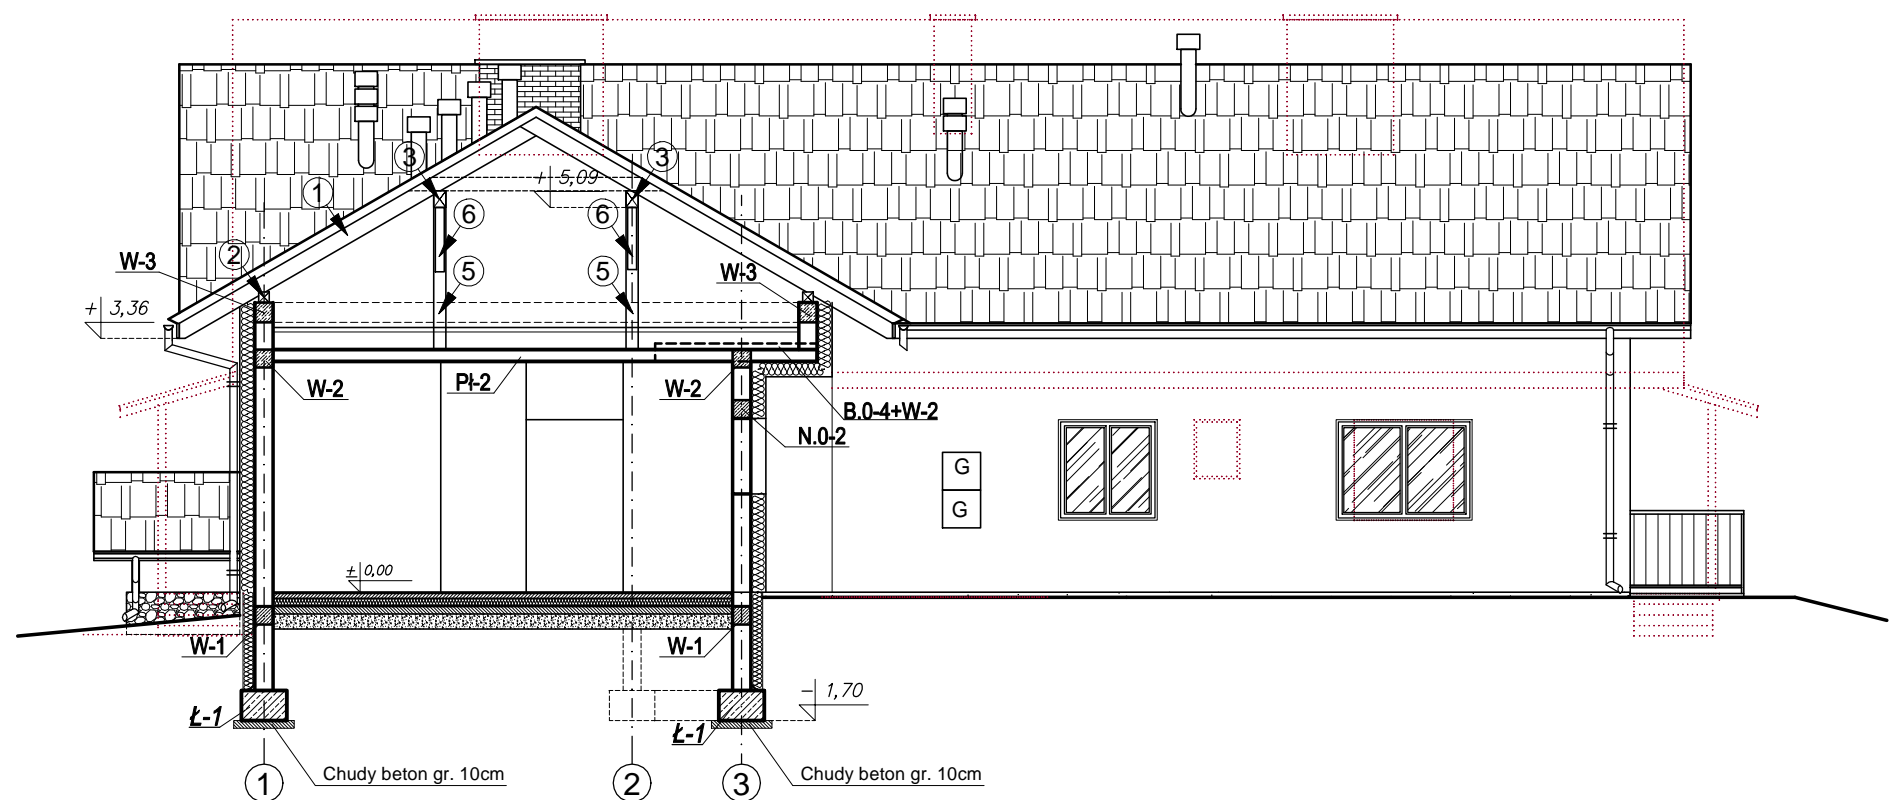 3
3
+ 5,09
1
6
6
2
W-3
5
5
W-3
+ 3,36
W-2
Pł-2
W-2
B.0-4+W-2
N.0-2
G
G
± 0,00
W-1
W-1
- 1,70
Ł-1
Ł-1
1
2
3
Chudy beton gr. 10cm
Chudy beton gr. 10cm